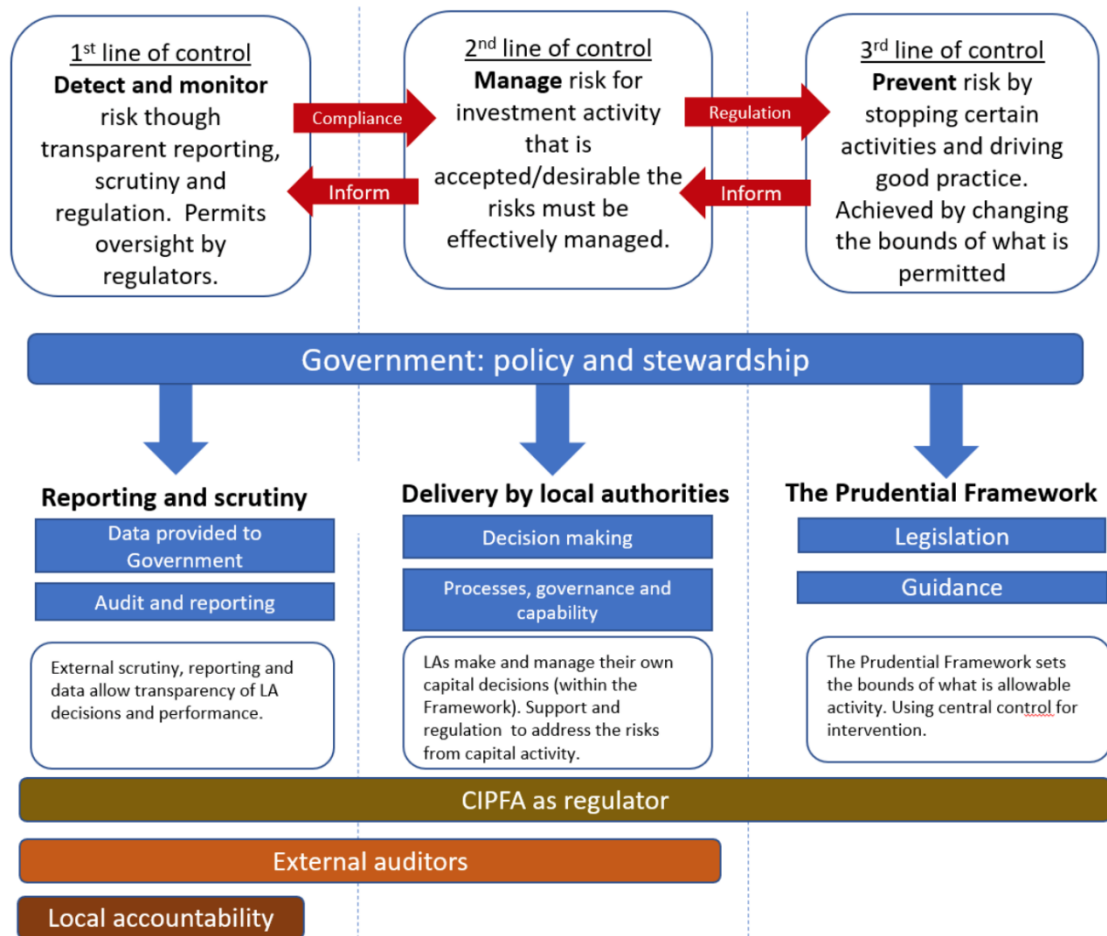 1st line of control
Detect and monitor
risk though
transparent reporting,
scrutiny and
regulation. Permits
oversight by
regulators.
Compliance
Inform
2nd line of control
Manage risk for
investment activity
that is
accepted/desirable the
risks must be
effectively managed.
Regulation
Inform
3rd line of control
Prevent risk by
stopping certain
activities and driving
good practice.
Achieved by changing
the bounds of what is
permitted
Government: policy and stewardship
Reporting and scrutiny
Data provided to
Government
Audit and reporting
External scrutiny, reporting and
data allow transparency of LA
decisions and performance.
Delivery by local authorities
Decision making
Processes, governance and
capability
LAs make and manage their own
capital decisions (within the
Framework). Support and
regulation to address the risks
from capital activity.
The Prudential Framework
Legislation
Guidance
The Prudential Framework sets
the bounds of what is allowable
activity. Using central control for
intervention.
CIPFA as regulator
External auditors
Local accountability